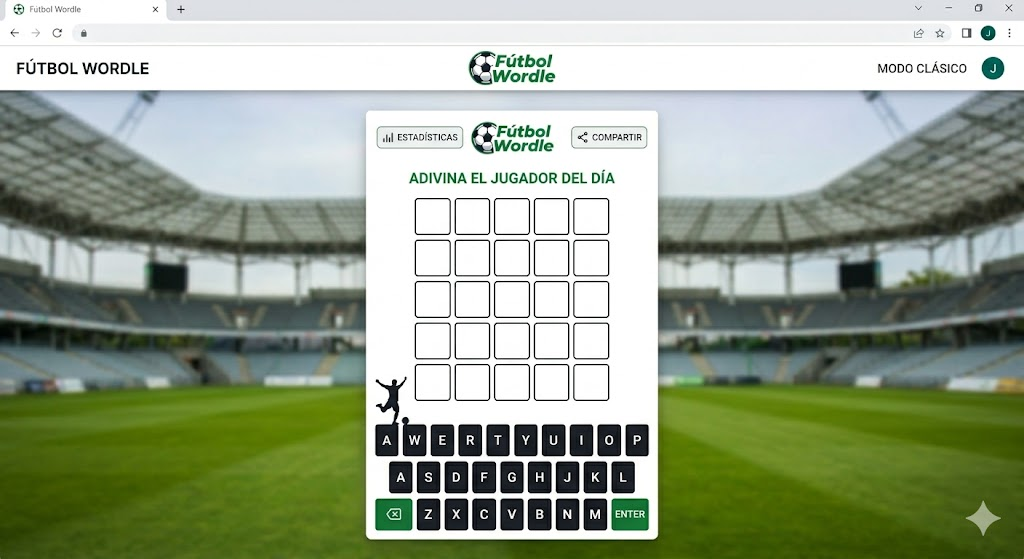 Fútbol Wordle
J
FÚTBOL WORDLE
Fútbol
Wordle
MODO CLÁSICO
J
ESTADÍSTICAS
Fútbol
Wordle
COMPARTIR
ADIVINA EL JUGADOR DEL DÍA
A W E R T Y U I O P
A S D F G H J K L
Z X C V B N M ENTER